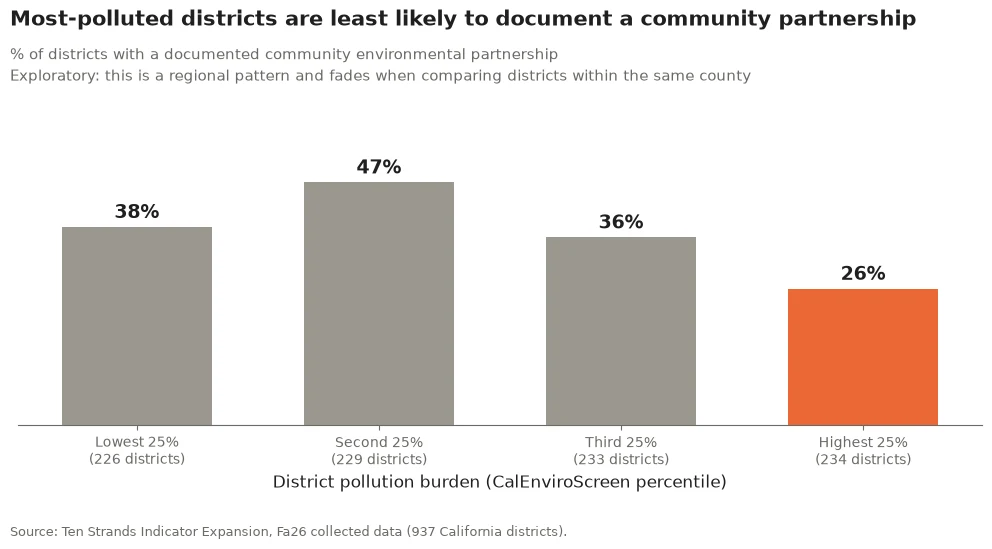 Most-polluted districts are least likely to document a community partnership
% of districts with a documented community environmental partnership
Exploratory: this is a regional pattern and fades when comparing districts within the same county
38%
47%
36%
26%
Lowest 25%
(226 districts)
Second 25%
(229 districts)
Third 25%
(233 districts)
Highest 25%
(234 districts)
District pollution burden (CalEnviroScreen percentile)
Source: Ten Strands Indicator Expansion, Fa26 collected data (937 California districts).